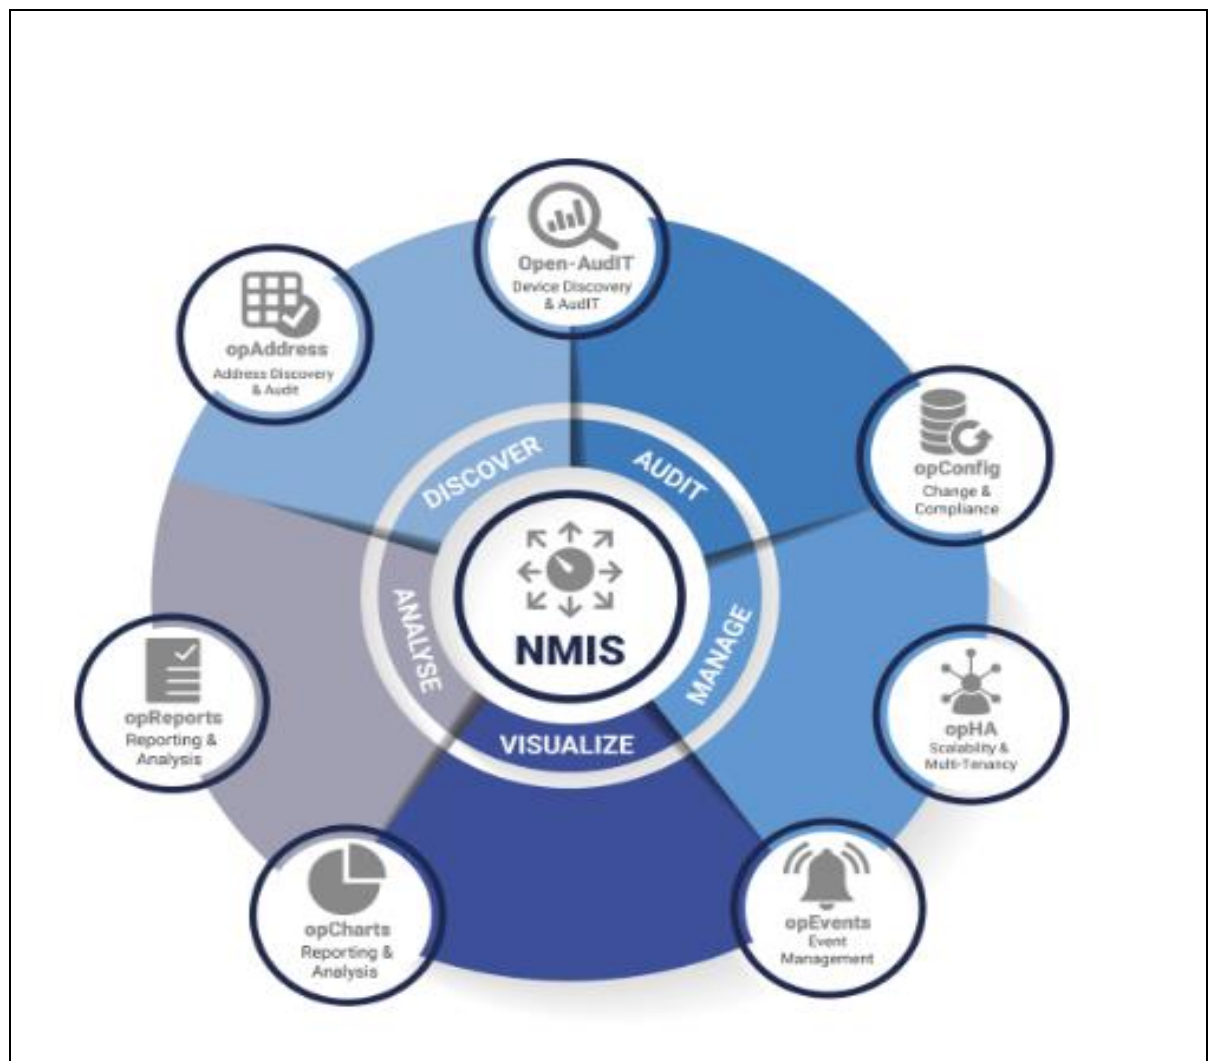 Open-AudIT
Device Discovery
& AudIT
opAddress
Address Discovery
& Audit
opConfig
Change &
Compliance
DISCOVER
AUDIT
NMIS
ANALYSE
MANAGE
VISUALIZE
opReports
Reporting &
Analysis
opHA
Scalability &
Multi-Tenancy
opCharts
Reporting &
Analysis
opEvents
Event
Management